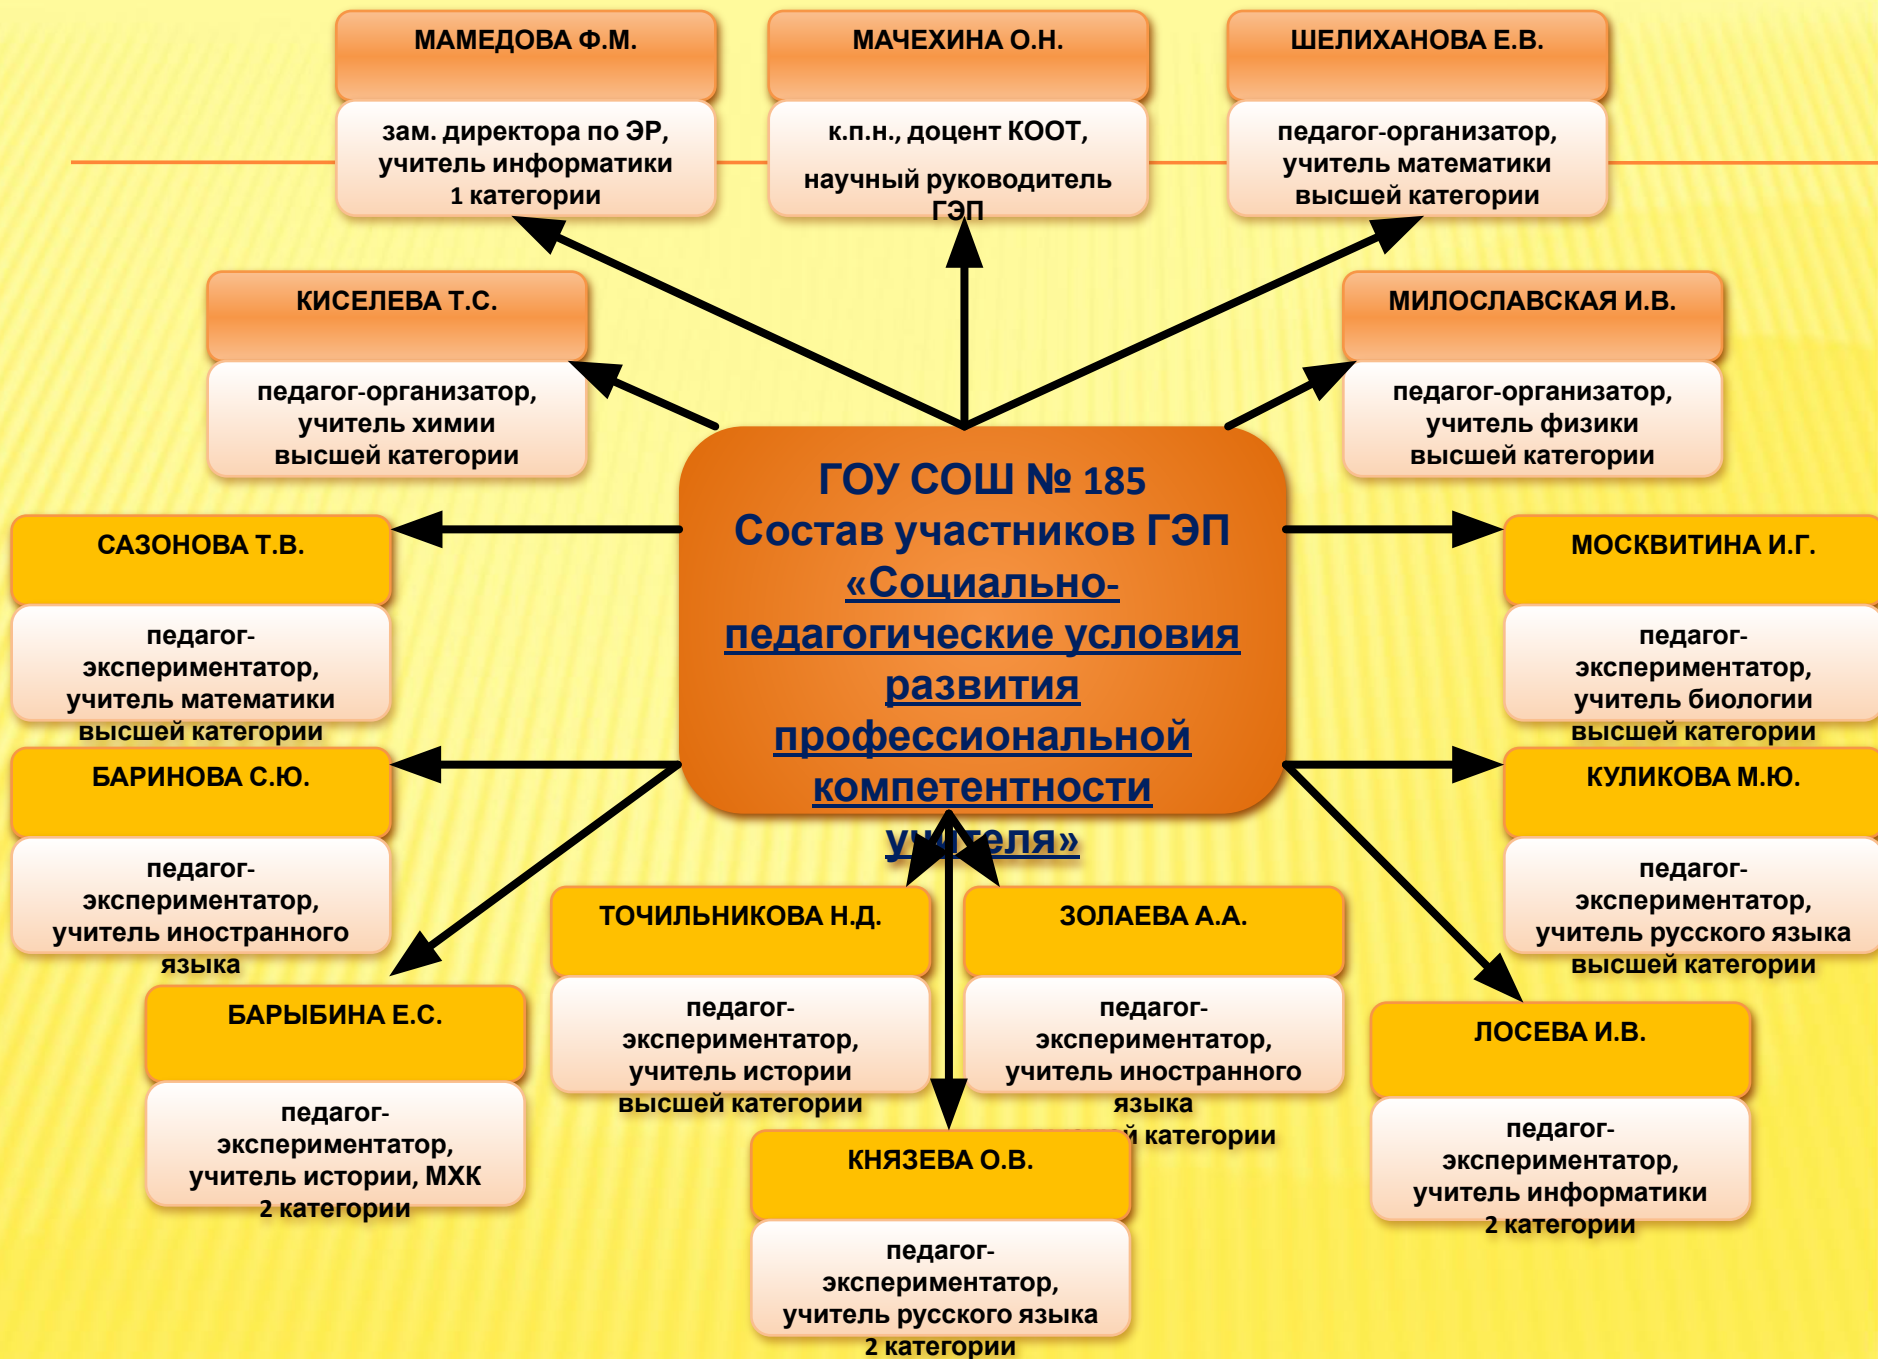 МАМЕДОВА Ф.М.
зам. директора по ЭР,
учитель информатики
1 категории
МАЧЕХИНА О.Н.
к.п.н., доцент КООТ,
научный руководитель
ГЭП
ШЕЛИХАНОВА Е.В.
педагог-организатор,
учитель математики
высшей категории
КИСЕЛЕВА Т.С.
педагог-организатор,
учитель химии
высшей категории
МИЛОСЛАВСКАЯ И.В.
педагог-организатор,
учитель физики
высшей категории
ГОУ СОШ № 185
Состав участников ГЭП
«Социально-
педагогические условия
развития
профессиональной
компетентности
учителя»
САЗОНОВА Т.В.
педагог-
экспериментатор,
учитель математики
высшей категории
МОСКВИТИНА И.Г.
педагог-
экспериментатор,
учитель биологии
высшей категории
БАРИНОВА С.Ю.
педагог-
экспериментатор,
учитель иностранного
языка
КУЛИКОВА М.Ю.
педагог-
экспериментатор,
учитель русского языка
высшей категории
БАРЫБИНА Е.С.
педагог-
экспериментатор,
учитель истории, МХК
2 категории
ТОЧИЛЬНИКОВА Н.Д.
педагог-
экспериментатор,
учитель истории
высшей категории
ЗОЛАЕВА А.А.
педагог-
экспериментатор,
учитель иностранного
языка
категории
ЛОСЕВА И.В.
педагог-
экспериментатор,
учитель информатики
2 категории
КНЯЗЕВА О.В.
педагог-
экспериментатор,
учитель русского языка
2 категории